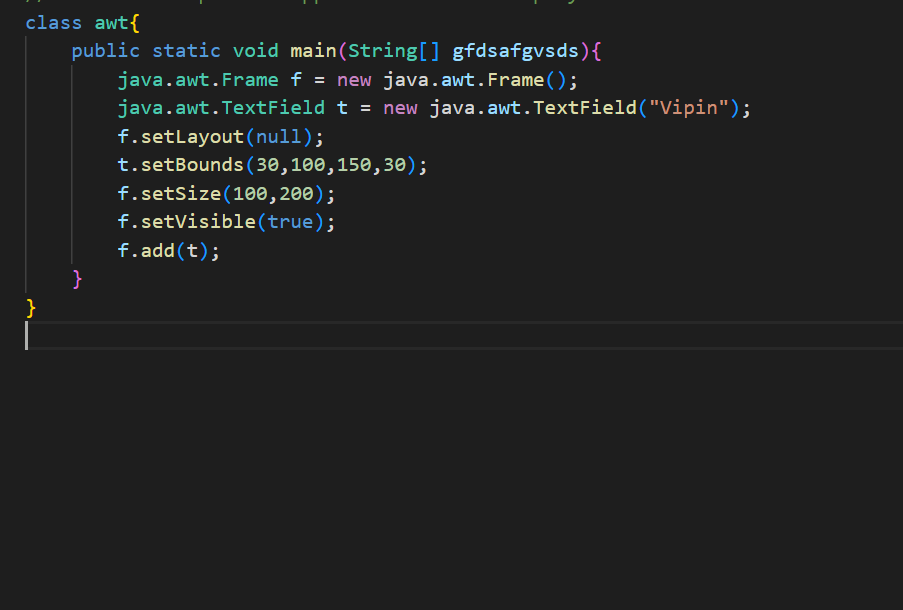 class awt{
    public static void main(String[] gfdsafgvsds){
        java.awt.Frame f = new java.awt.Frame();
        java.awt.TextField t = new java.awt.TextField("Vipin");
        f.setLayout(null);
        t.setBounds(30,100,150,30);
        f.setSize(100,200);
        f.setVisible(true);
        f.add(t);
    }
}